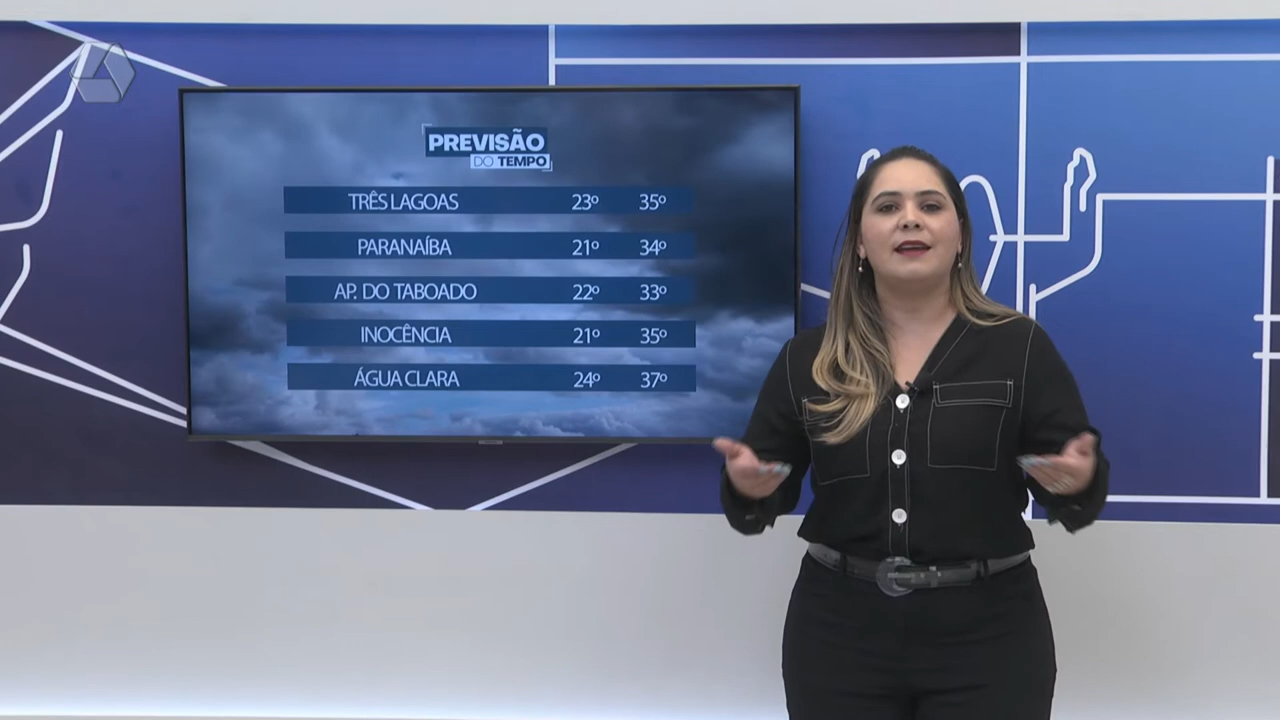 PREVISÃO
DO TEMPO
TRÊS LAGOAS 23º 35º
PARANAÍBA 21º 34º
AP. DO TABOADO 22º 33º
INOCÊNCIA 21º 35º
ÁGUA CLARA 24º 37º